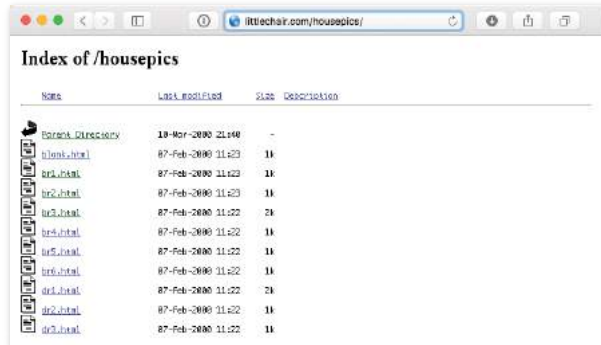 littlechair.com/housepics/
Index of /housepics
Name Last modified Size Description
Parent Directory 10-Mar-2000 21:40 -
blank.html 07-Feb-2000 11:23 1k
br1.html 07-Feb-2000 11:23 1k
br2.html 07-Feb-2000 11:23 1k
br3.html 07-Feb-2000 11:22 2k
br4.html 07-Feb-2000 11:22 1k
br5.html 07-Feb-2000 11:22 1k
br6.html 07-Feb-2000 11:22 1k
dr1.html 07-Feb-2000 11:22 2k
dr2.html 07-Feb-2000 11:22 1k
dr3.html 07-Feb-2000 11:22 1k